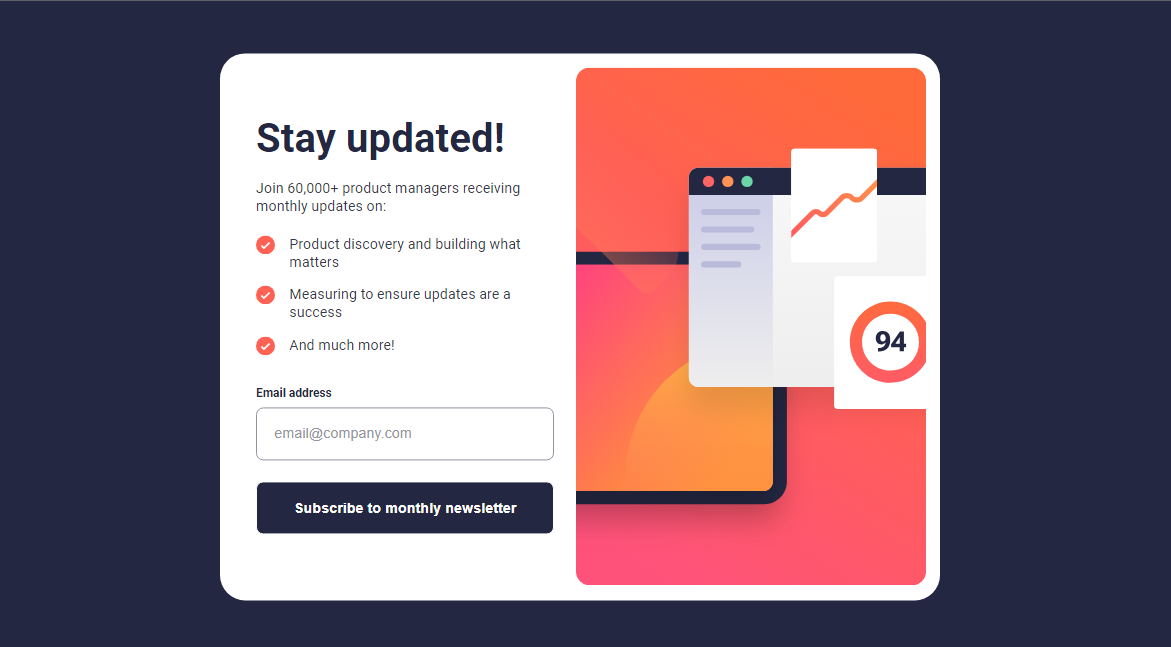 Stay updated!
Join 60,000+ product managers receiving
monthly updates on:
Product discovery and building what
matters
Measuring to ensure updates are a
success
And much more!
Email address
email@company.com
Subscribe to monthly newsletter
94